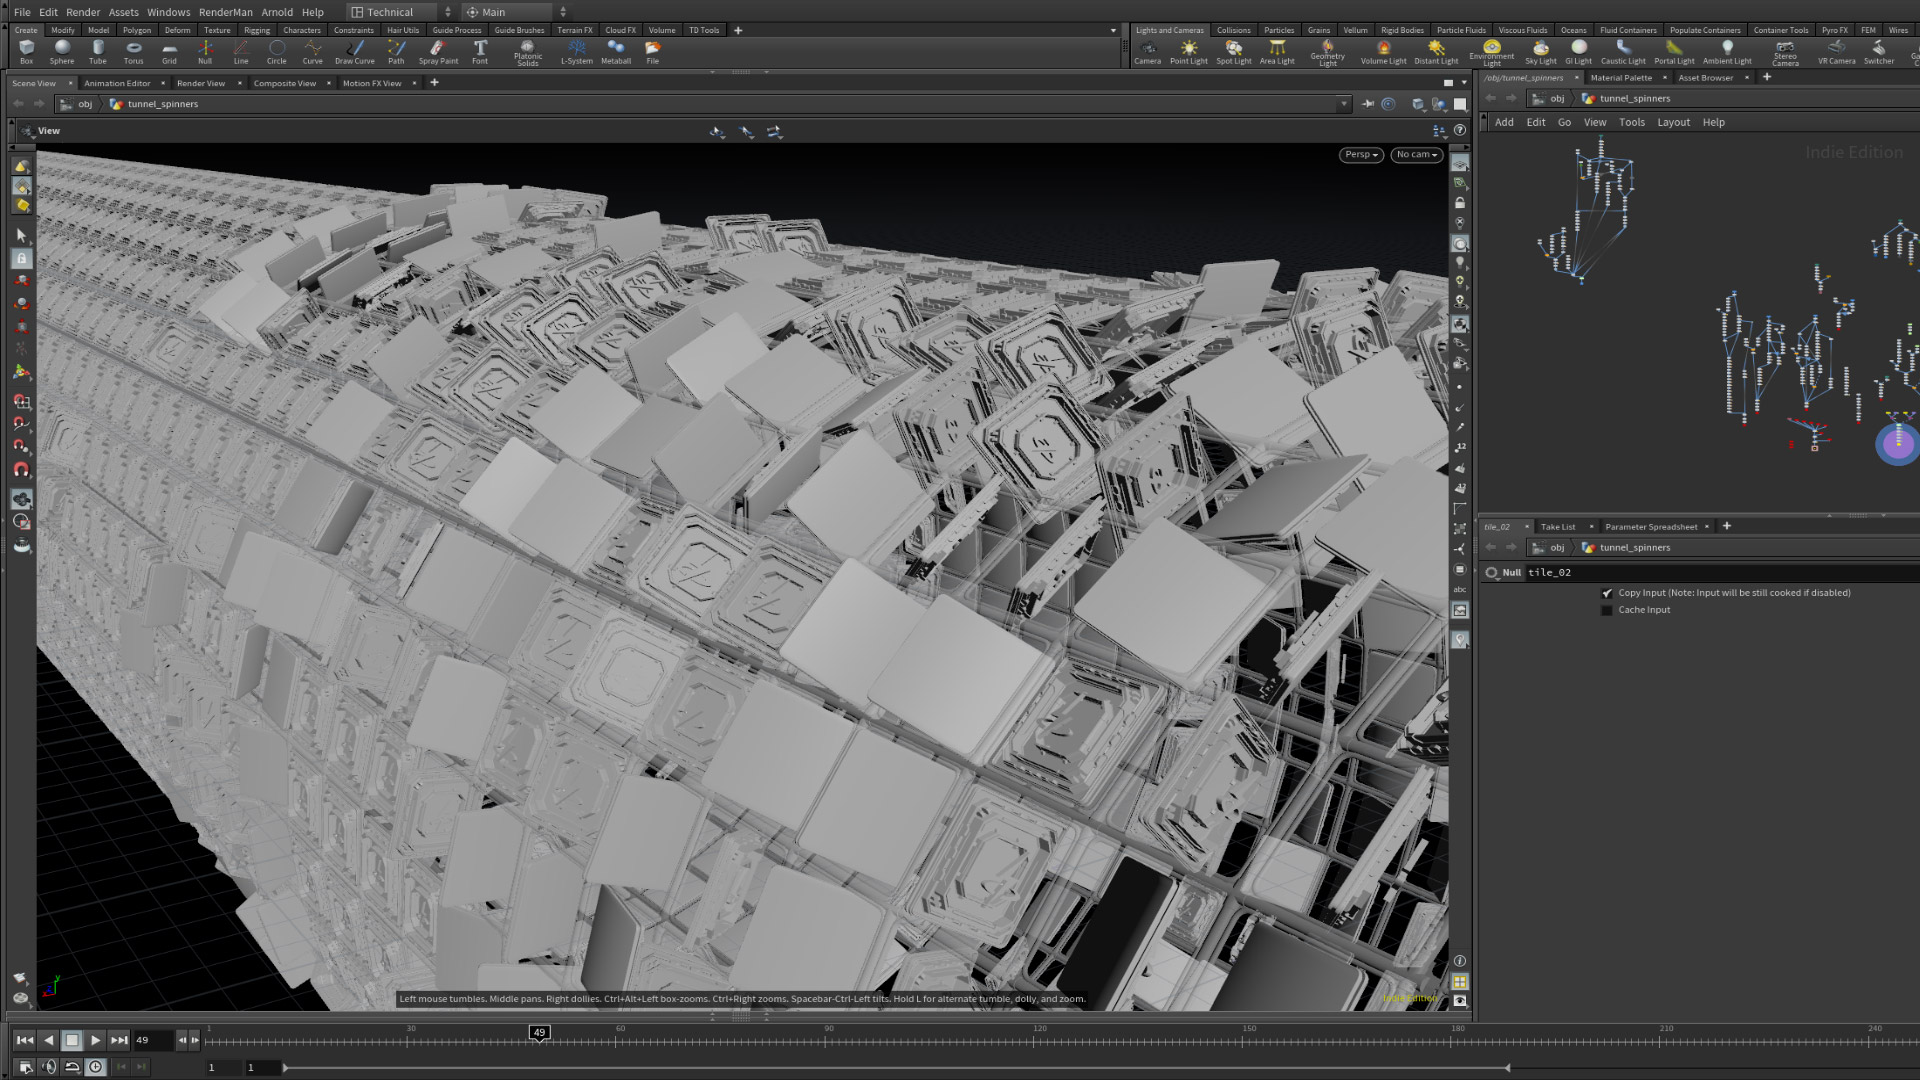 File Edit Render Assets Windows RenderMan Arnold Help Technical Main
Create Modify Model Polygon Deform Texture Rigging Characters Constraints Hair Utils Guide Process Guide Brushes Terrain FX Cloud FX Volume TD Tools
Lights and Cameras Collisions Particles Grains Vellum Rigid Bodies Particle Fluids Viscous Fluids Oceans Fluid Containers Populate Containers Container Tools Pyro FX FEM Wires
Box Sphere Tube Torus Grid Null Line Circle Curve Draw Curve Path Spray Paint Font Platonic Solids L-System Metaball File
Camera Point Light Spot Light Area Light Geometry Light Volume Light Distant Light Environment Light Sky Light GI Light Caustic Light Portal Light Ambient Light Stereo Camera VR Camera Switcher
Scene View Animation Editor Render View Composite View Motion FX View
/obj/tunnel_spinners Material Palette Asset Browser
obj tunnel_spinners
obj tunnel_spinners
Add Edit Go View Tools Layout Help
View
Persp No cam
Indie Edition
abc
tile_02 Take List Parameter Spreadsheet
obj tunnel_spinners
Null tile_02
Copy Input (Note: Input will be still cooked if disabled)
Cache Input
Left mouse tumbles. Middle pans. Right dollies. Ctrl+Alt+Left box-zooms. Ctrl+Right zooms. Spacebar-Ctrl-Left tilts. Hold L for alternate tumble, dolly, and zoom.
Indie Edition
49
1 30 49 60 90 120 150 180 210 240
1 1